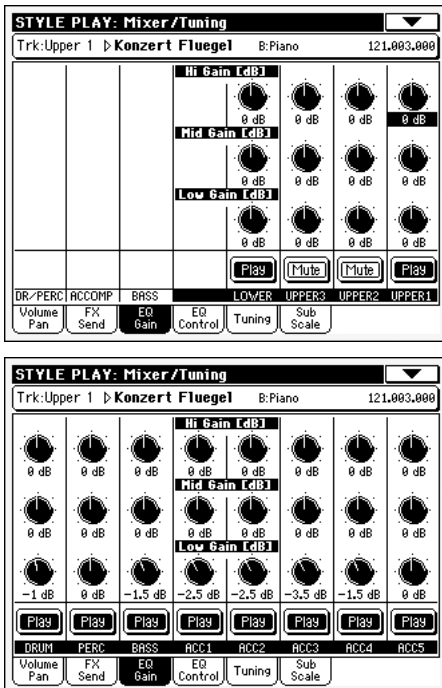 STYLE PLAY: Mixer/Tuning
Trk:Upper 1 ▷Konzert Fluegel B:Piano 121.003.000
Hi Gain [dB]
0 dB 0 dB 0 dB 0 dB
Mid Gain [dB]
0 dB 0 dB 0 dB 0 dB
Low Gain [dB]
0 dB 0 dB 0 dB 0 dB
Play Mute Mute Play
DR/PERC ACCOMP BASS LOWER UPPER3 UPPER2 UPPER1
Volume Pan FX Send EQ Gain EQ Control Tuning Sub Scale
STYLE PLAY: Mixer/Tuning
Trk:Upper 1 ▷Konzert Fluegel B:Piano 121.003.000
Hi Gain [dB]
0 dB 0 dB 0 dB 0 dB 0 dB 0 dB 0 dB 0 dB
Mid Gain [dB]
0 dB 0 dB 0 dB 0 dB 0 dB 0 dB 0 dB 0 dB
Low Gain [dB]
-1 dB 0 dB -1.5 dB -2.5 dB -2.5 dB -3.5 dB -1.5 dB 0 dB
Play Play Play Play Play Play Play Play
DRUM PERC BASS ACC1 ACC2 ACC3 ACC4 ACC5
Volume Pan FX Send EQ Gain EQ Control Tuning Sub Scale